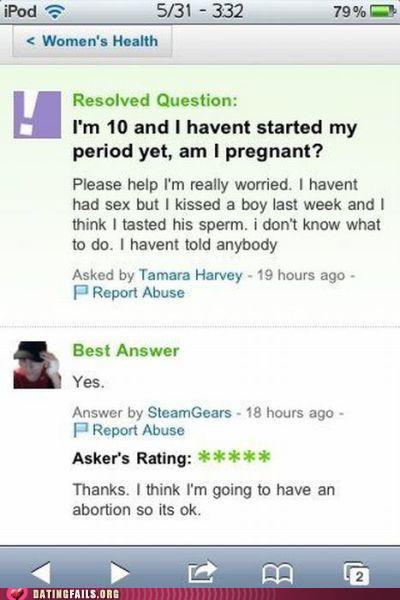 iPod 5/31 - 332 79%
< Women's Health
Resolved Question:
I'm 10 and I havent started my
period yet, am I pregnant?
Please help I'm really worried. I havent
had sex but I kissed a boy last week and I
think I tasted his sperm. i don't know what
to do. I havent told anybody
Asked by Tamara Harvey - 19 hours ago -
Report Abuse
Best Answer
Yes.
Answer by SteamGears - 18 hours ago -
Report Abuse
Asker's Rating: *****
Thanks. I think I'm going to have an
abortion so its ok.
2
DATINGFAILS.ORG